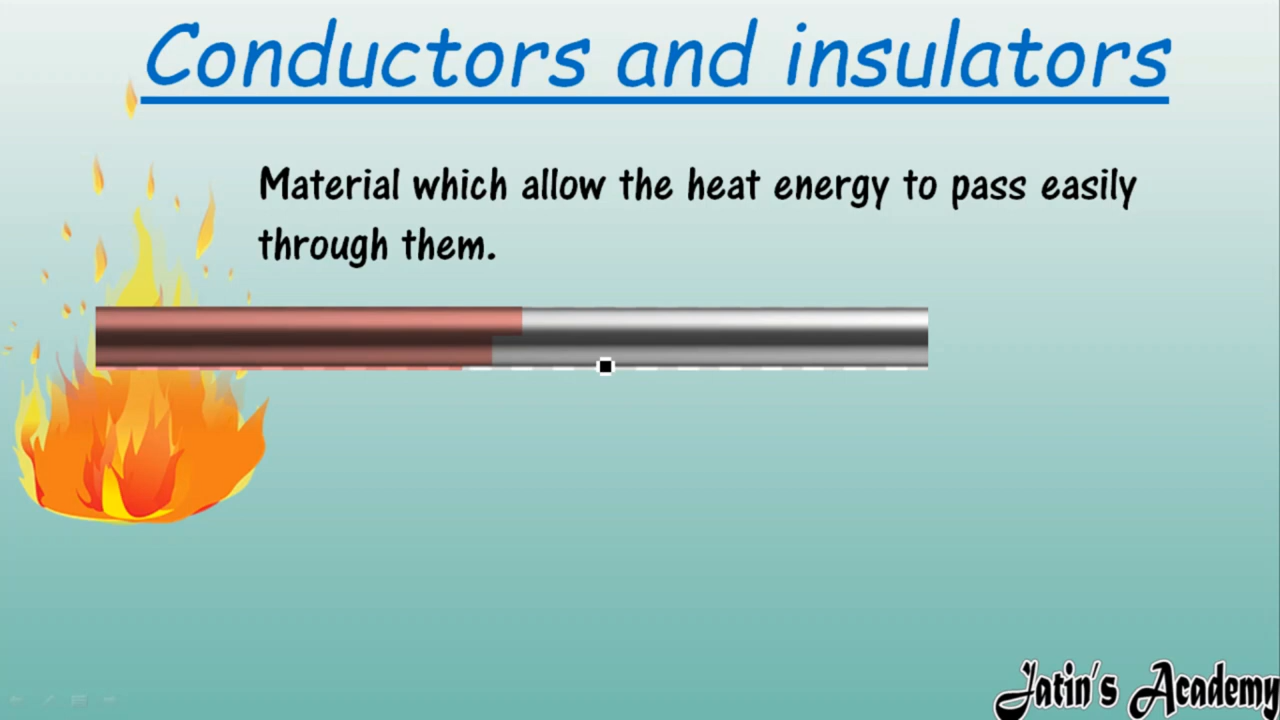 Conductors and insulators
Material which allow the heat energy to pass easily
through them.
Jatin's Academy